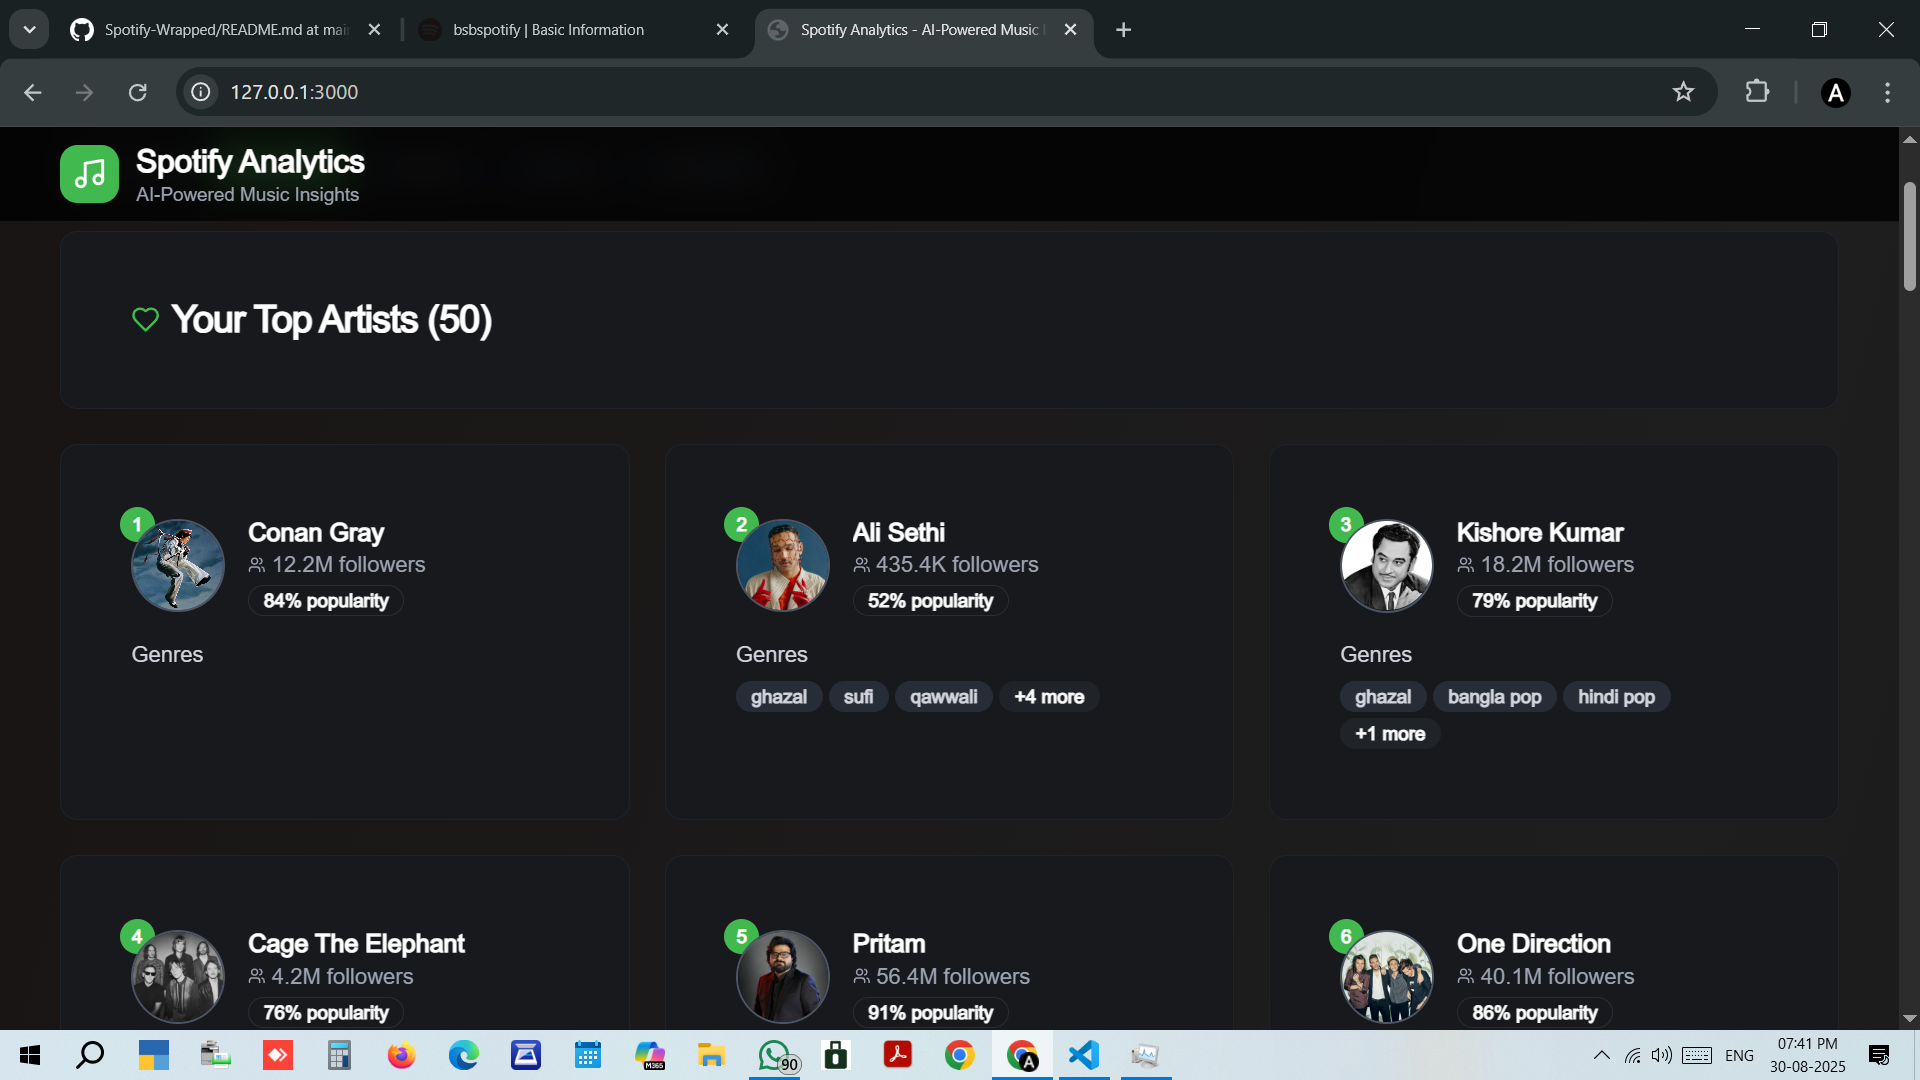 Spotify-Wrapped/README.md at mai
bsbspotify | Basic Information
Spotify Analytics - AI-Powered Music I
127.0.0.1:3000
A
Spotify Analytics
AI-Powered Music Insights
Your Top Artists (50)
1
Conan Gray
12.2M followers
84% popularity
Genres
2
Ali Sethi
435.4K followers
52% popularity
Genres
ghazal sufi qawwali +4 more
3
Kishore Kumar
18.2M followers
79% popularity
Genres
ghazal bangla pop hindi pop
+1 more
4
Cage The Elephant
4.2M followers
76% popularity
5
Pritam
56.4M followers
91% popularity
6
One Direction
40.1M followers
86% popularity
M365
90
A
ENG
07:41 PM
30-08-2025